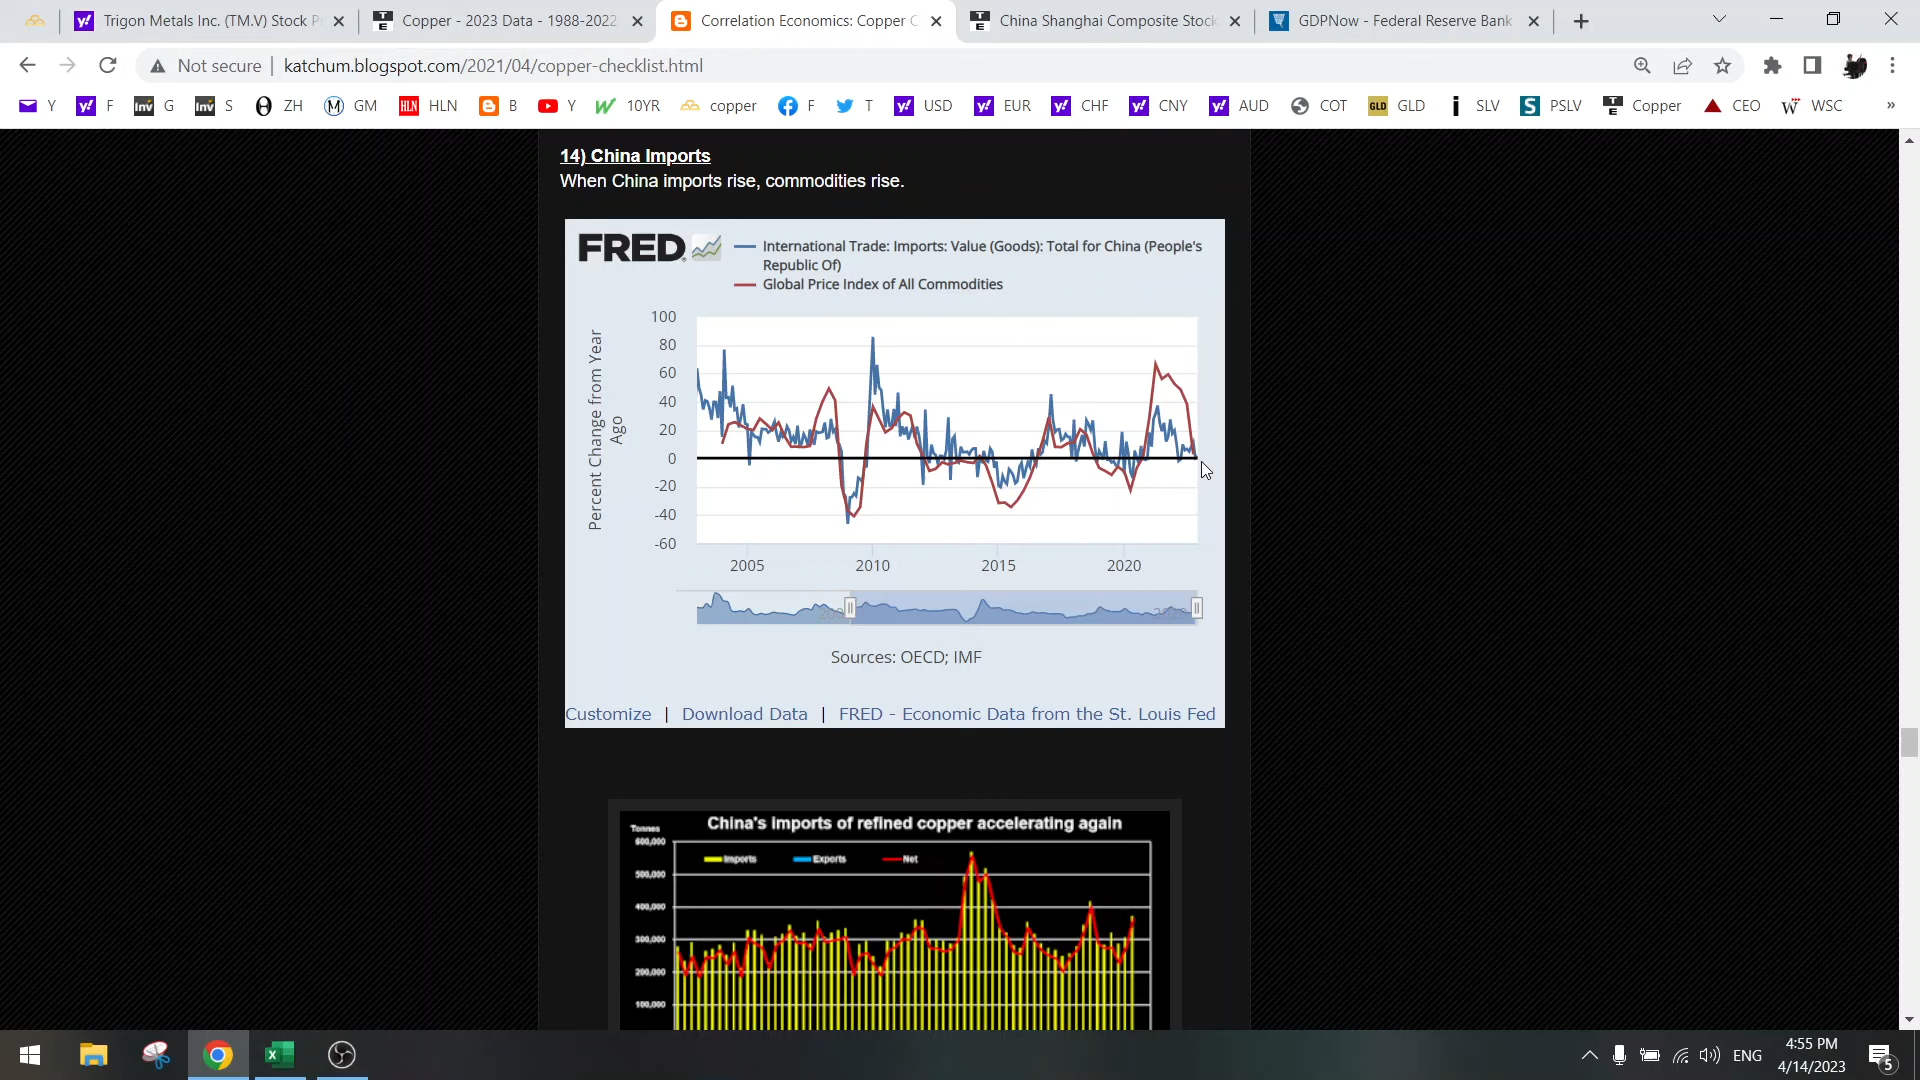 Trigon Metals Inc. (TM.V) Stock P
Copper - 2023 Data - 1988-2022
Correlation Economics: Copper C
China Shanghai Composite Stock
GDPNow - Federal Reserve Bank
Not secure
katchum.blogspot.com/2021/04/copper-checklist.html
Y
F
G
S
ZH
GM
HLN
B
Y
10YR
copper
F
T
USD
EUR
CHF
CNY
AUD
COT
GLD
SLV
PSLV
Copper
CEO
WSC
»
14) China Imports
When China imports rise, commodities rise.
FRED
International Trade: Imports: Value (Goods): Total for China (People's
Republic Of)
Global Price Index of All Commodities
Percent Change from Year
Ago
100
80
60
40
20
0
-20
-40
-60
2005
2010
2015
2020
Sources: OECD; IMF
Customize | Download Data | FRED - Economic Data from the St. Louis Fed
China's imports of refined copper accelerating again
Tonnes
Imports
Exports
Net
600,000
500,000
400,000
300,000
200,000
100,000
ENG
4:55 PM
4/14/2023
5